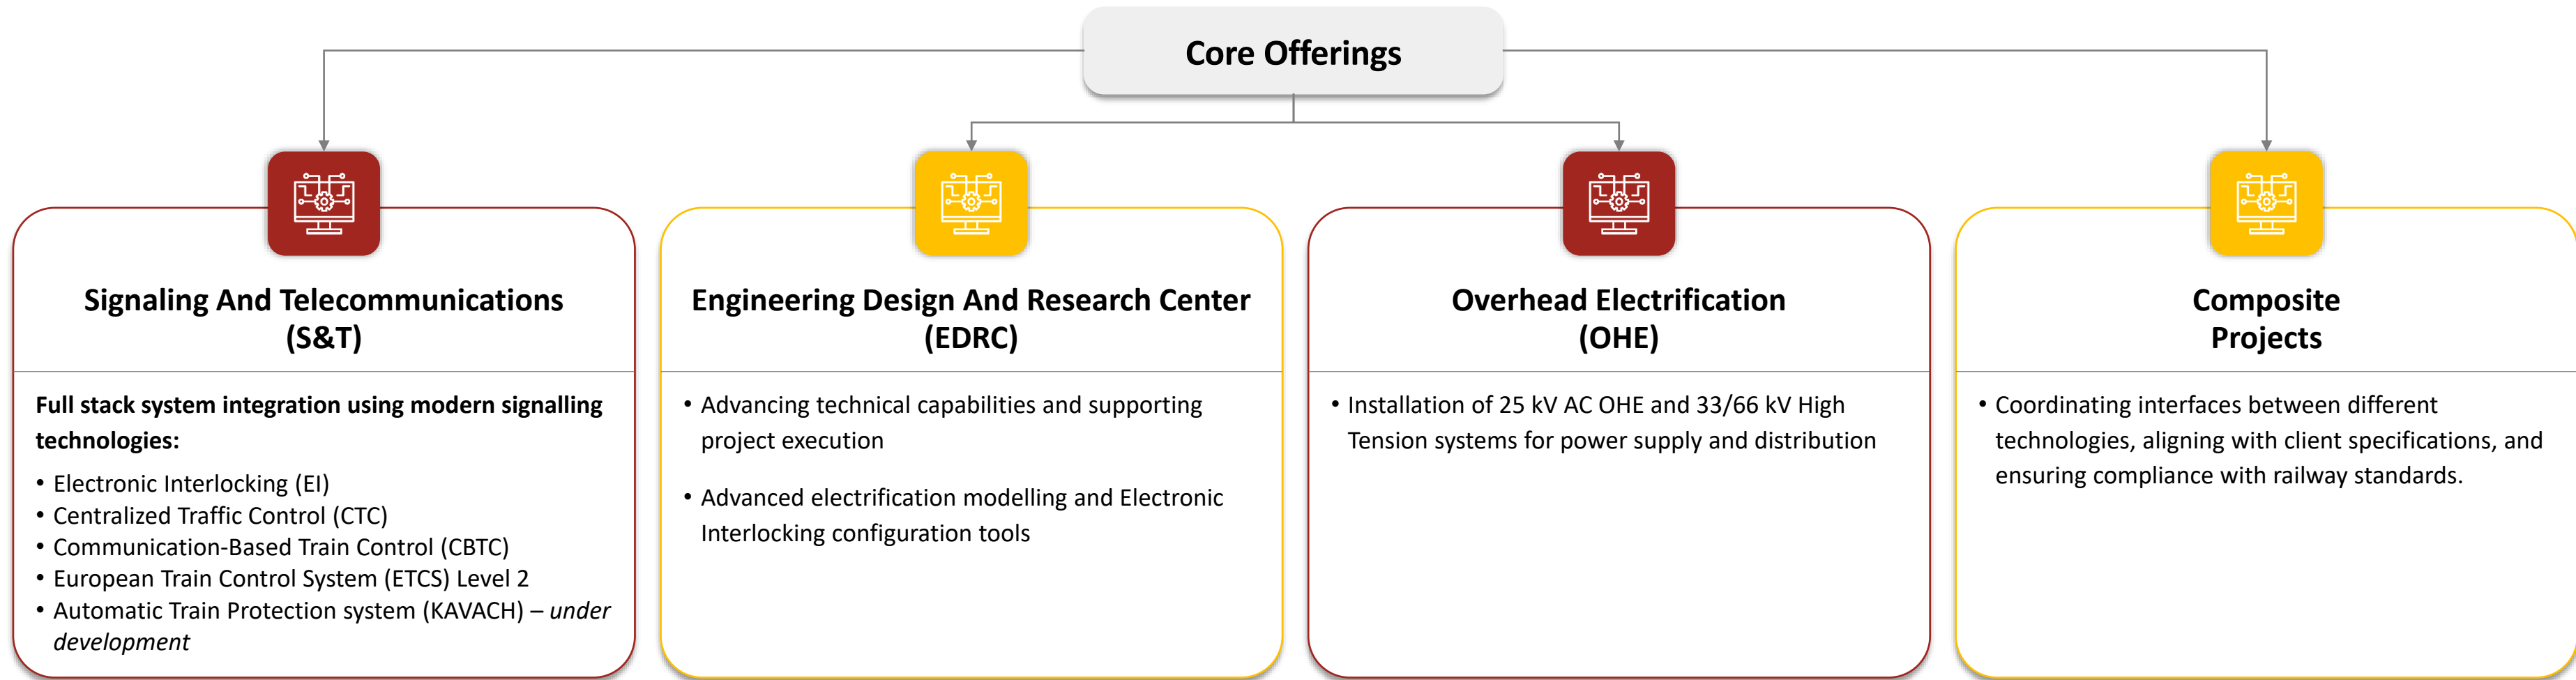 Core Offerings
Signaling And Telecommunications
(S&T)
Full stack system integration using modern signalling
technologies:
• Electronic Interlocking (EI)
• Centralized Traffic Control (CTC)
• Communication-Based Train Control (CBTC)
• European Train Control System (ETCS) Level 2
• Automatic Train Protection system (KAVACH) – under
development
Engineering Design And Research Center
(EDRC)
• Advancing technical capabilities and supporting
project execution
• Advanced electrification modelling and Electronic
Interlocking configuration tools
Overhead Electrification
(OHE)
• Installation of 25 kV AC OHE and 33/66 kV High
Tension systems for power supply and distribution
Composite
Projects
• Coordinating interfaces between different
technologies, aligning with client specifications, and
ensuring compliance with railway standards.